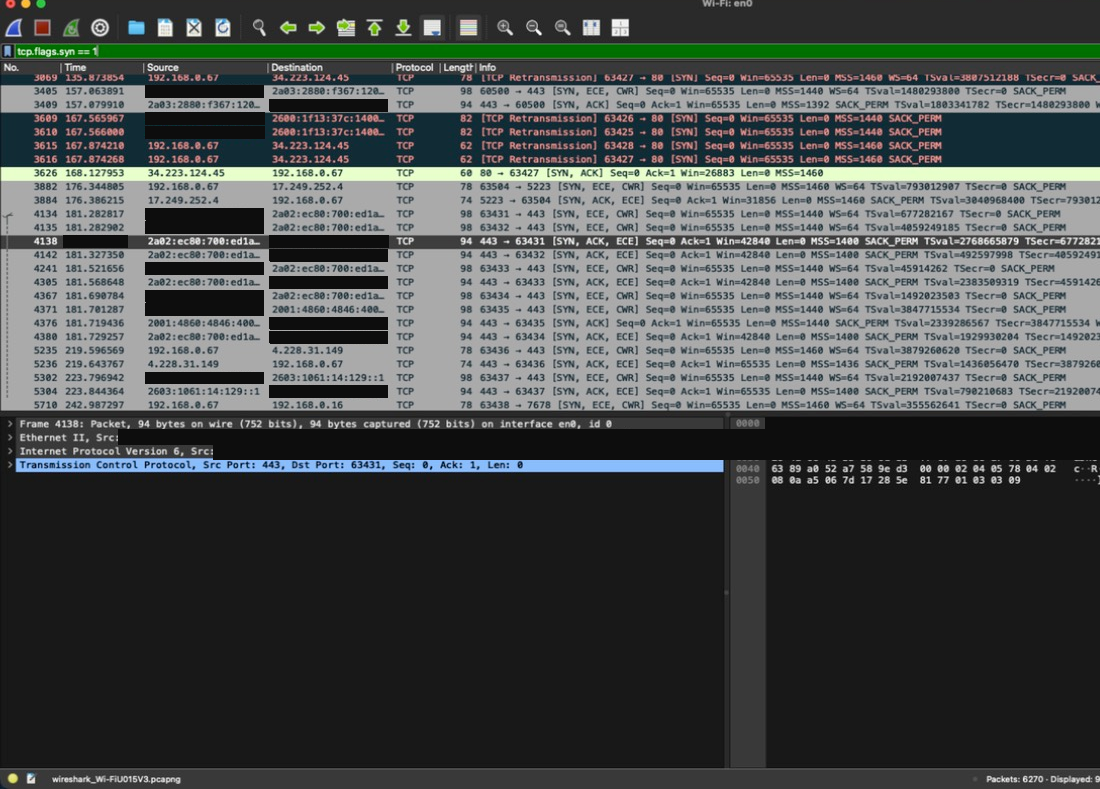 Wi-Fi: en0
tcp.flags.syn == 1
No. Time Source Destination Protocol Length Info
3069 135.873854 192.168.0.67 34.223.124.45 TCP 78 [TCP Retransmission] 63427 → 80 [SYN] Seq=0 Win=65535 Len=0 MSS=1460 WS=64 TSval=3807512188 TSecr=0 SACK_
3405 157.063891 2a03:2880:f367:120… TCP 98 60500 → 443 [SYN, ECE, CWR] Seq=0 Win=65535 Len=0 MSS=1440 WS=64 TSval=1480293800 TSecr=0 SACK_PERM
3409 157.079910 2a03:2880:f367:120… TCP 94 443 → 60500 [SYN, ACK] Seq=0 Ack=1 Win=65535 Len=0 MSS=1392 SACK_PERM TSval=1803341782 TSecr=1480293800 W
3609 167.565967 2600:1f13:37c:1400… TCP 82 [TCP Retransmission] 63426 → 80 [SYN] Seq=0 Win=65535 Len=0 MSS=1440 SACK_PERM
3610 167.566000 2600:1f13:37c:1400… TCP 82 [TCP Retransmission] 63425 → 80 [SYN] Seq=0 Win=65535 Len=0 MSS=1440 SACK_PERM
3615 167.874210 192.168.0.67 34.223.124.45 TCP 62 [TCP Retransmission] 63428 → 80 [SYN] Seq=0 Win=65535 Len=0 MSS=1460 SACK_PERM
3616 167.874268 192.168.0.67 34.223.124.45 TCP 62 [TCP Retransmission] 63427 → 80 [SYN] Seq=0 Win=65535 Len=0 MSS=1460 SACK_PERM
3626 168.127953 34.223.124.45 192.168.0.67 TCP 60 80 → 63427 [SYN, ACK] Seq=0 Ack=1 Win=26883 Len=0 MSS=1460
3882 176.344805 192.168.0.67 17.249.252.4 TCP 78 63504 → 5223 [SYN, ECE, CWR] Seq=0 Win=65535 Len=0 MSS=1460 WS=64 TSval=793012907 TSecr=0 SACK_PERM
3884 176.386215 17.249.252.4 192.168.0.67 TCP 74 5223 → 63504 [SYN, ACK, ECE] Seq=0 Ack=1 Win=31856 Len=0 MSS=1460 SACK_PERM TSval=3040968400 TSecr=793012
4134 181.282817 2a02:ec80:700:ed1a… TCP 98 63431 → 443 [SYN, ECE, CWR] Seq=0 Win=65535 Len=0 MSS=1440 WS=64 TSval=677282167 TSecr=0 SACK_PERM
4135 181.282902 2a02:ec80:700:ed1a… TCP 98 63432 → 443 [SYN, ECE, CWR] Seq=0 Win=65535 Len=0 MSS=1440 WS=64 TSval=4059249185 TSecr=0 SACK_PERM
4138 2a02:ec80:700:ed1a… TCP 94 443 → 63431 [SYN, ACK, ECE] Seq=0 Ack=1 Win=42840 Len=0 MSS=1400 SACK_PERM TSval=2768665879 TSecr=6772821
4142 181.327350 2a02:ec80:700:ed1a… TCP 94 443 → 63432 [SYN, ACK, ECE] Seq=0 Ack=1 Win=42840 Len=0 MSS=1400 SACK_PERM TSval=492597998 TSecr=40592491
4241 181.521656 2a02:ec80:700:ed1a… TCP 98 63433 → 443 [SYN, ECE, CWR] Seq=0 Win=65535 Len=0 MSS=1440 WS=64 TSval=45914262 TSecr=0 SACK_PERM
4305 181.568648 2a02:ec80:700:ed1a… TCP 94 443 → 63433 [SYN, ACK, ECE] Seq=0 Ack=1 Win=42840 Len=0 MSS=1400 SACK_PERM TSval=2383509319 TSecr=4591426
4367 181.690784 2a02:ec80:700:ed1a… TCP 98 63434 → 443 [SYN, ECE, CWR] Seq=0 Win=65535 Len=0 MSS=1440 WS=64 TSval=1492023503 TSecr=0 SACK_PERM
4371 181.701287 2001:4860:4846:400… TCP 98 63435 → 443 [SYN, ECE, CWR] Seq=0 Win=65535 Len=0 MSS=1440 WS=64 TSval=3847715534 TSecr=0 SACK_PERM
4376 181.719436 2001:4860:4846:400… TCP 94 443 → 63435 [SYN, ACK] Seq=0 Ack=1 Win=65535 Len=0 MSS=1440 SACK_PERM TSval=2339286567 TSecr=3847715534 W
4380 181.729257 2a02:ec80:700:ed1a… TCP 94 443 → 63434 [SYN, ACK, ECE] Seq=0 Ack=1 Win=42840 Len=0 MSS=1400 SACK_PERM TSval=1929930204 TSecr=1492023
5235 219.596569 192.168.0.67 4.228.31.149 TCP 78 63436 → 443 [SYN, ECE, CWR] Seq=0 Win=65535 Len=0 MSS=1460 WS=64 TSval=3879260620 TSecr=0 SACK_PERM
5236 219.643767 4.228.31.149 192.168.0.67 TCP 74 443 → 63436 [SYN, ACK, ECE] Seq=0 Ack=1 Win=65535 Len=0 MSS=1436 SACK_PERM TSval=1436056470 TSecr=3879260
5302 223.796942 2603:1061:14:129::1 TCP 98 63437 → 443 [SYN, ECE, CWR] Seq=0 Win=65535 Len=0 MSS=1440 WS=64 TSval=2192007437 TSecr=0 SACK_PERM
5304 223.844364 2603:1061:14:129::1 TCP 94 443 → 63437 [SYN, ACK, ECE] Seq=0 Ack=1 Win=65535 Len=0 MSS=1440 SACK_PERM TSval=790210683 TSecr=21920074
5710 242.987297 192.168.0.67 192.168.0.16 TCP 78 63438 → 7678 [SYN, ECE, CWR] Seq=0 Win=65535 Len=0 MSS=1460 WS=64 TSval=355562641 TSecr=0 SACK_PERM
Frame 4138: Packet, 94 bytes on wire (752 bits), 94 bytes captured (752 bits) on interface en0, id 0
Ethernet II, Src:
Internet Protocol Version 6, Src:
Transmission Control Protocol, Src Port: 443, Dst Port: 63431, Seq: 0, Ack: 1, Len: 0
0000
0040 63 89 a0 52 a7 58 9e d3 00 00 02 04 05 78 04 02 c··R
0050 08 0a a5 06 7d 17 28 5e 81 77 01 03 03 09 ····}
wireshark_Wi-FiU015V3.pcapng
Packets: 6270 · Displayed: 9